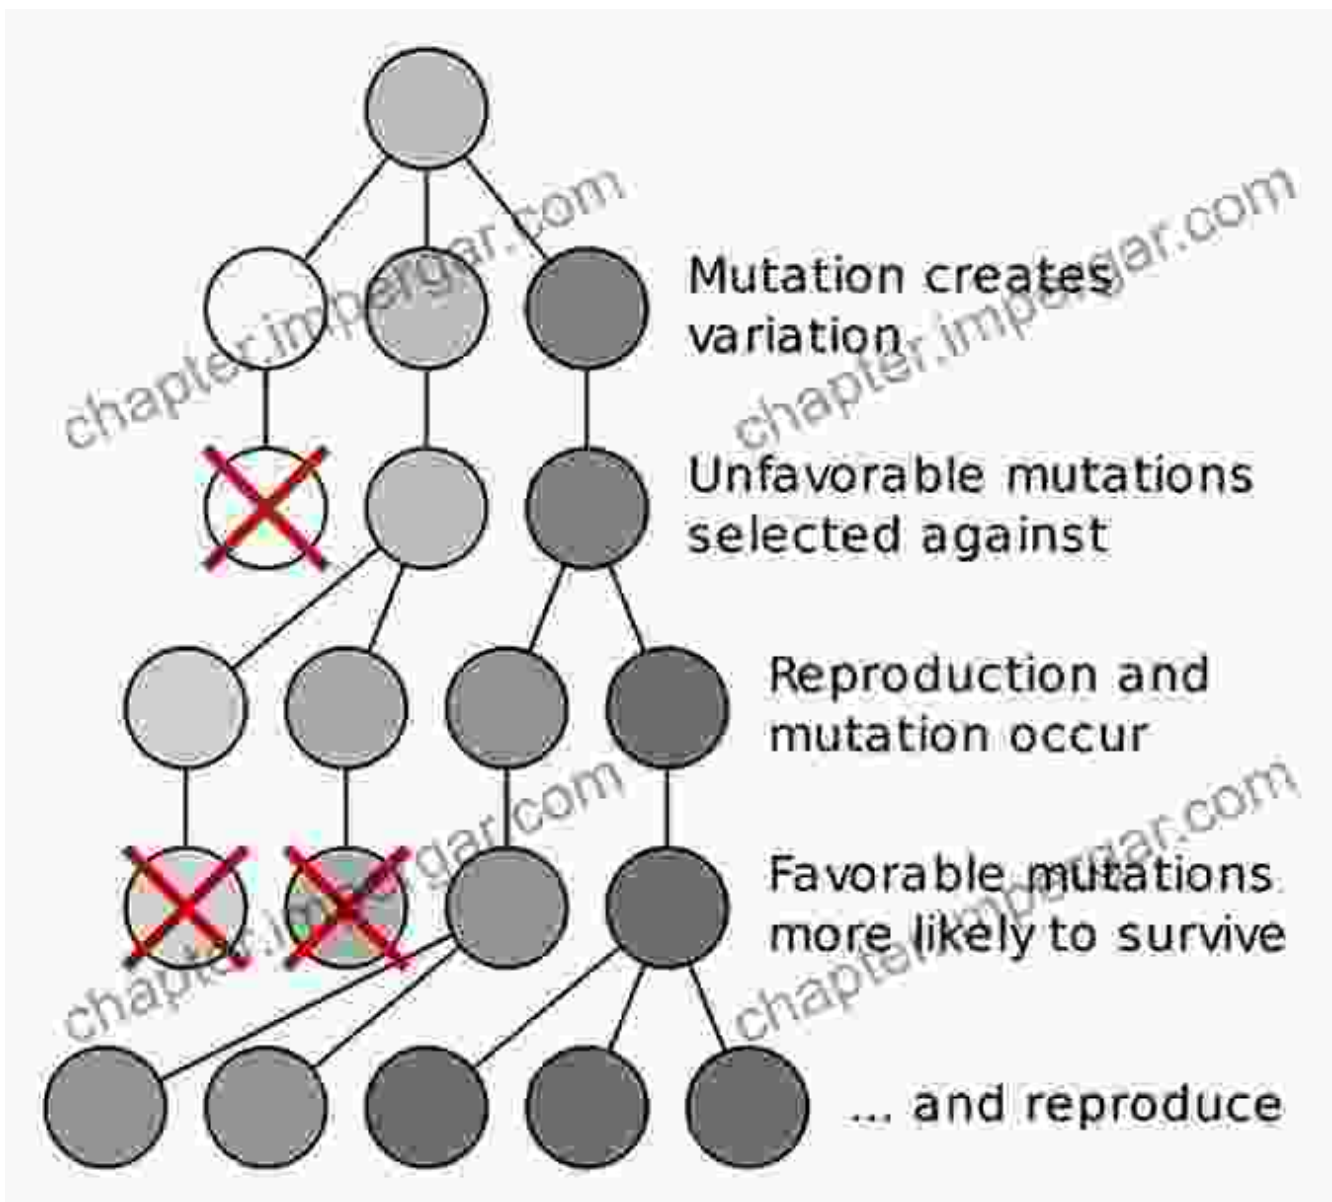 chapter.impergar.com
chapter.impergar.com
Mutation creates
variation
Unfavorable mutations
selected against
Reproduction and
mutation occur
chapter.impergar.com
chapter.impergar.com
Favorable mutations
more likely to survive
... and reproduce